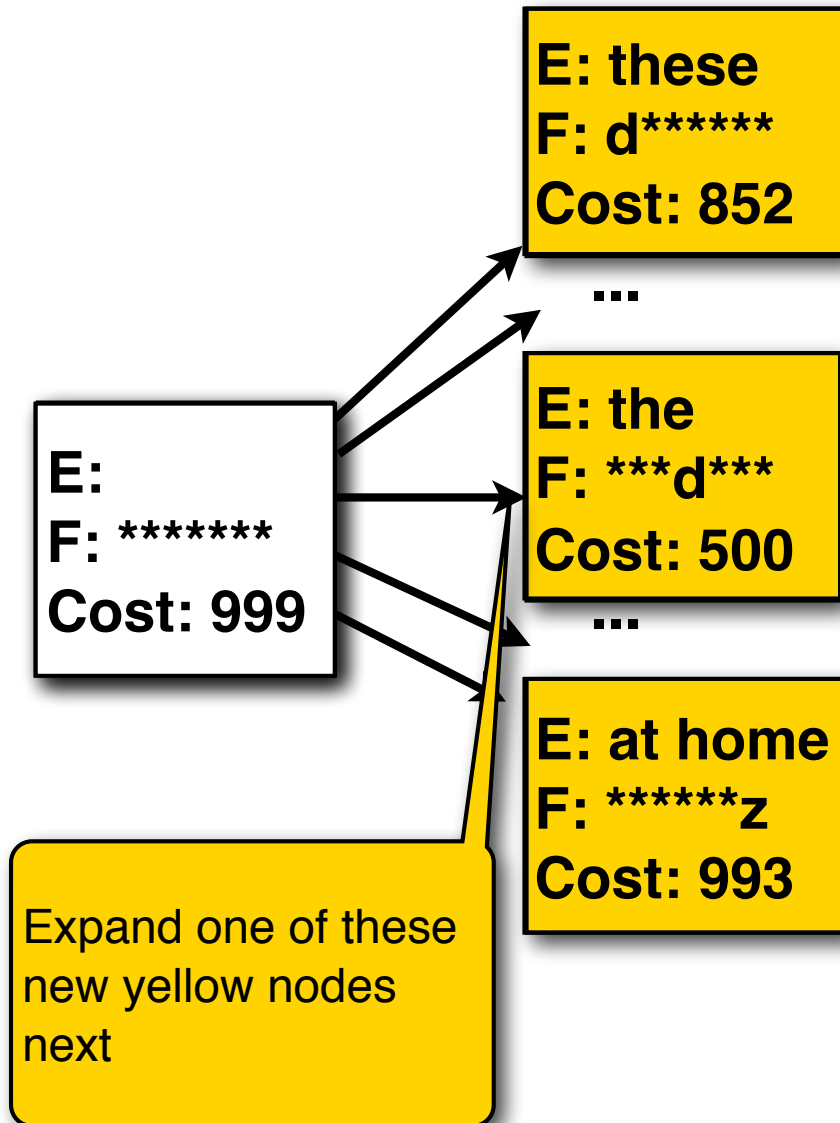 E: these
F: d******
Cost: 852
...
E:
F: *******
Cost: 999
E: the
F: ***d***
Cost: 500
...
E: at home
F: ******z
Cost: 993
Expand one of these
new yellow nodes
next